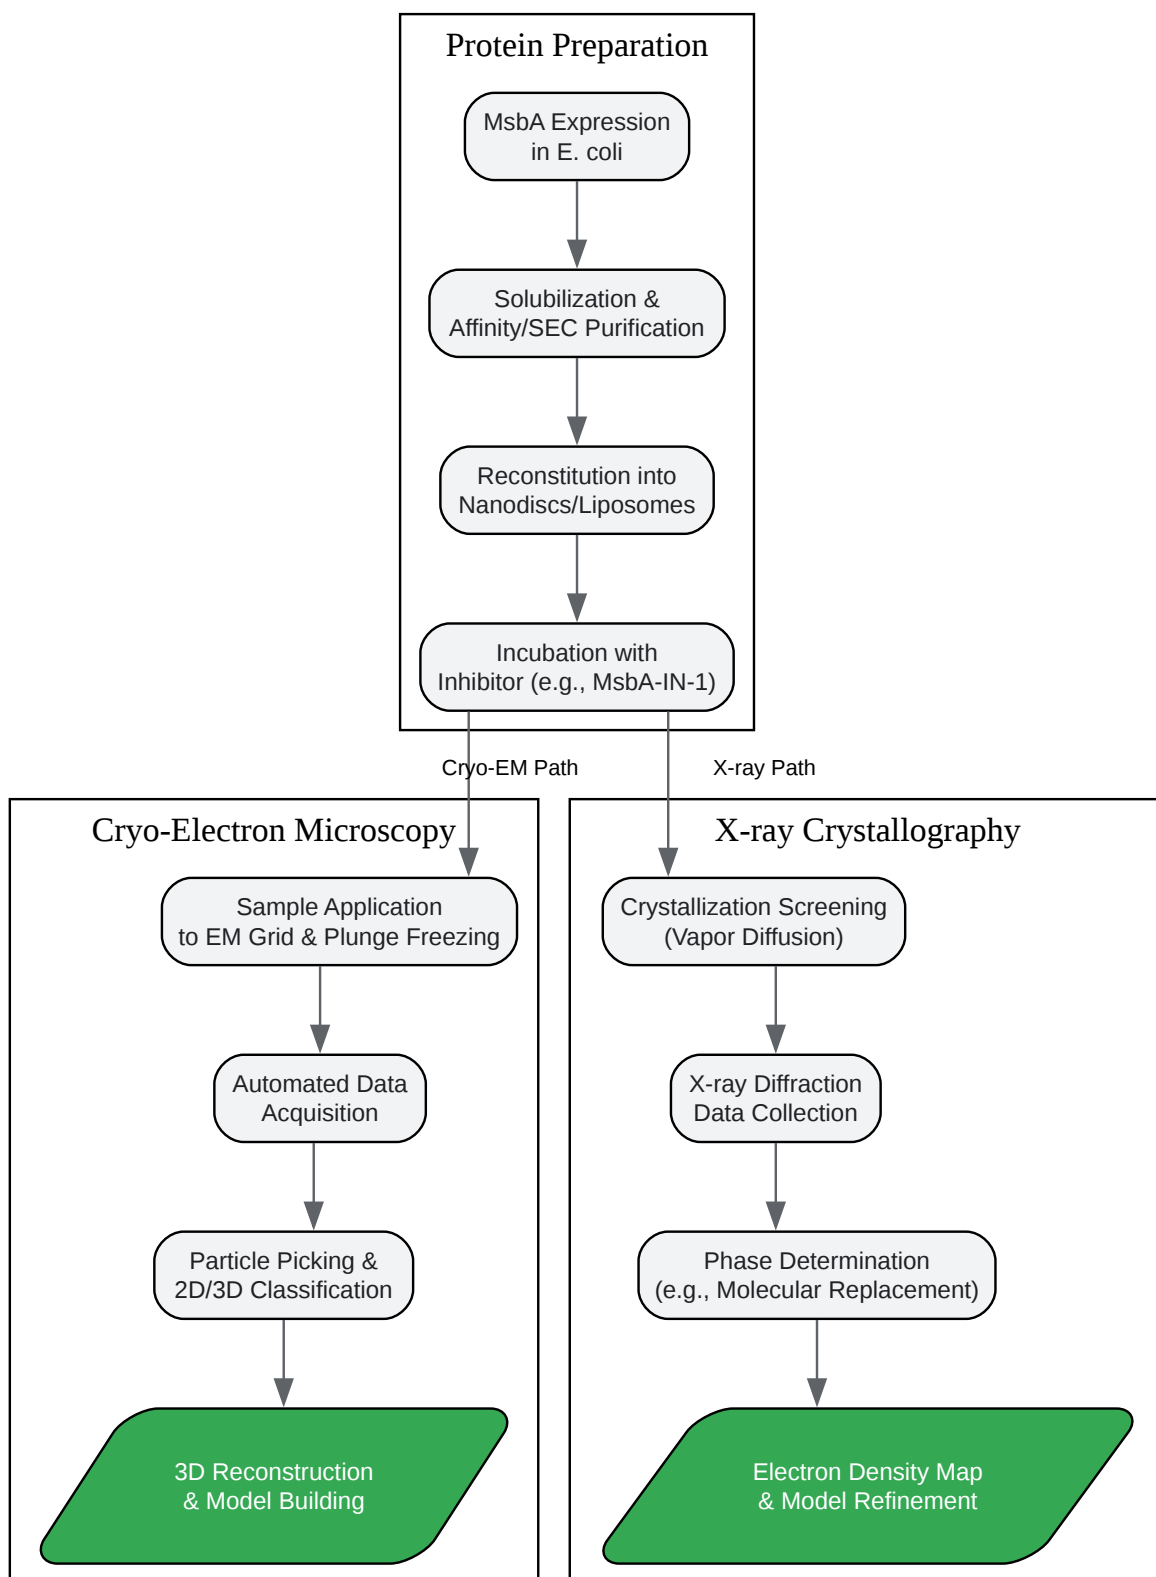 Protein Preparation
MsbA Expression
in E. coli
Solubilization &
Affinity/SEC Purification
Reconstitution into
Nanodiscs/Liposomes
Incubation with
Inhibitor (e.g., MsbA-IN-1)
Cryo-EM Path
X-ray Path
Cryo-Electron Microscopy
Sample Application
to EM Grid & Plunge Freezing
Automated Data
Acquisition
Particle Picking &
2D/3D Classification
3D Reconstruction
& Model Building
X-ray Crystallography
Crystallization Screening
(Vapor Diffusion)
X-ray Diffraction
Data Collection
Phase Determination
(e.g., Molecular Replacement)
Electron Density Map
& Model Refinement